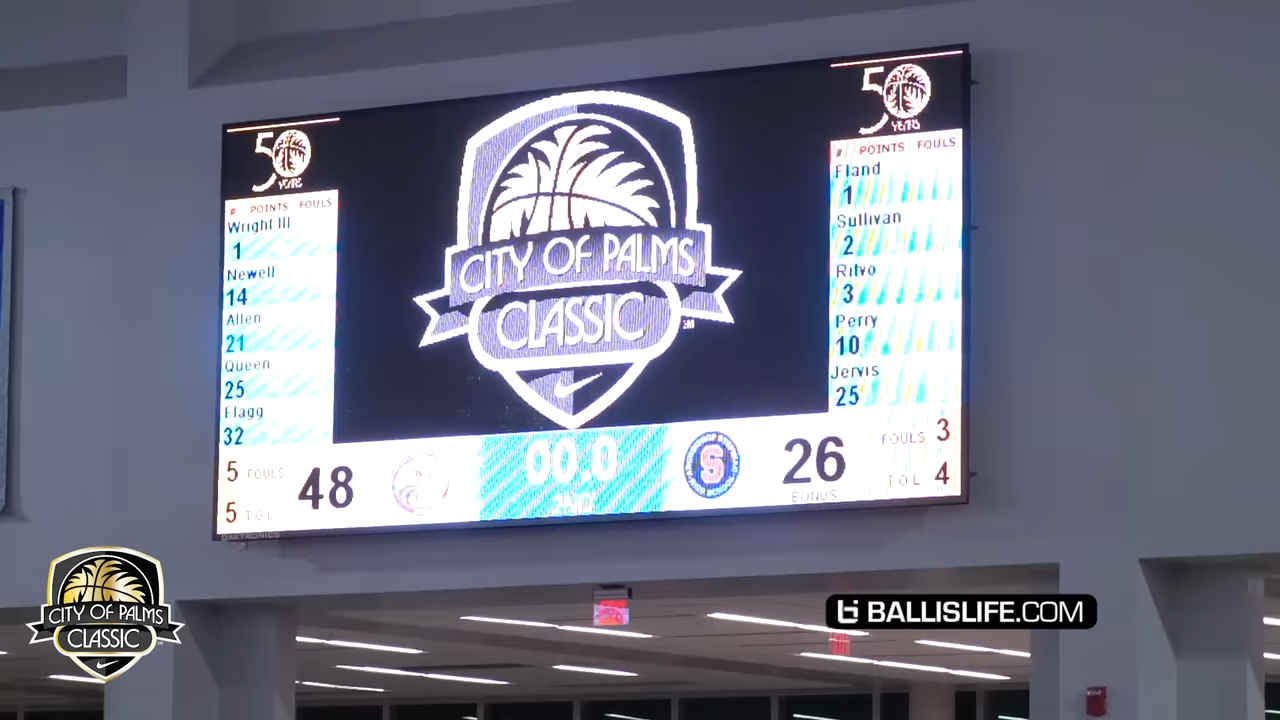 50
YEARS
# POINTS FOULS
Wright III
1
Newell
14
Allen
21
Queen
25
Flagg
32
5 FOULS
48
5 T.O.L
DAKTRONICS
CITY OF PALMS
CLASSIC
SM
00.0
S
26
BONUS
50
YEARS
# POINTS FOULS
Fland
1
Sullivan
2
Ritvo
3
Perry
10
Jervis
25
FOULS 3
T.O.L 4
CITY OF PALMS
CLASSIC
BALLISLIFE.COM